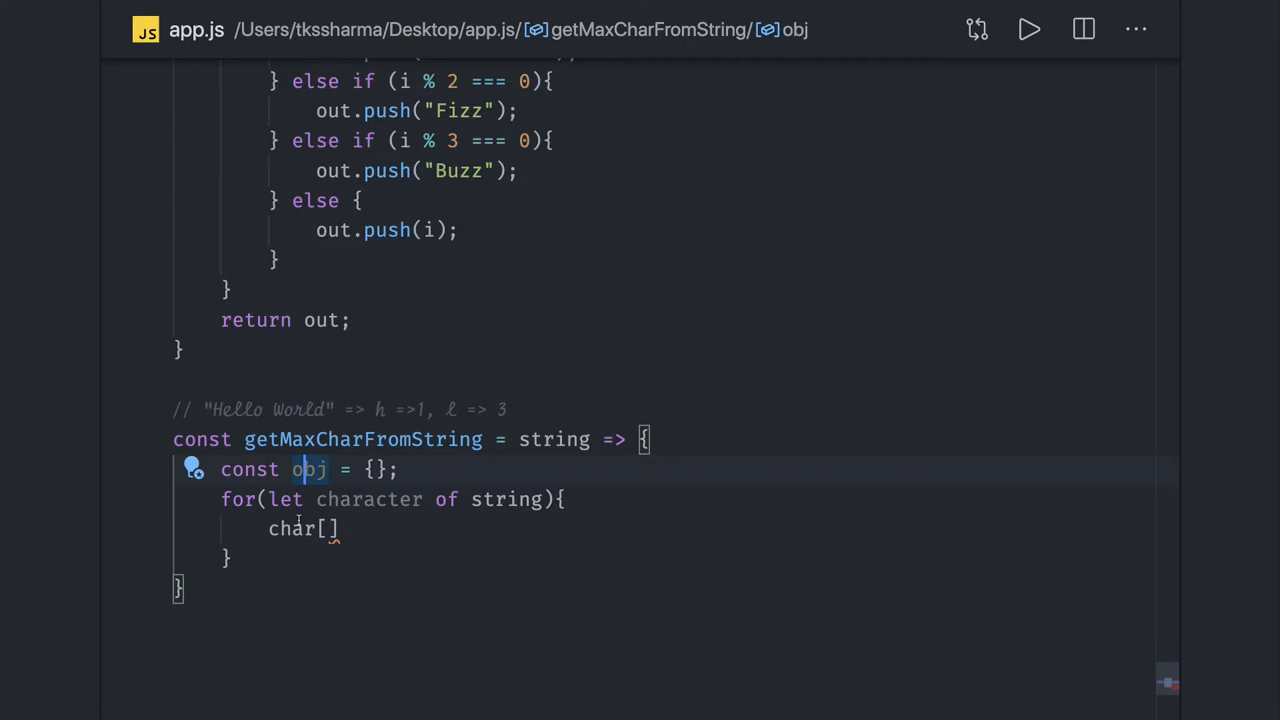 JS app.js /Users/tkssharma/Desktop/app.js/getMaxCharFromString/obj
} else if (i % 2 === 0){
out.push("Fizz");
} else if (i % 3 === 0){
out.push("Buzz");
} else {
out.push(i);
}
}
return out;
}
// "Hello World" => h =>1, l => 3
const getMaxCharFromString = string => {
const obj = {};
for(let character of string){
char[]
}
}